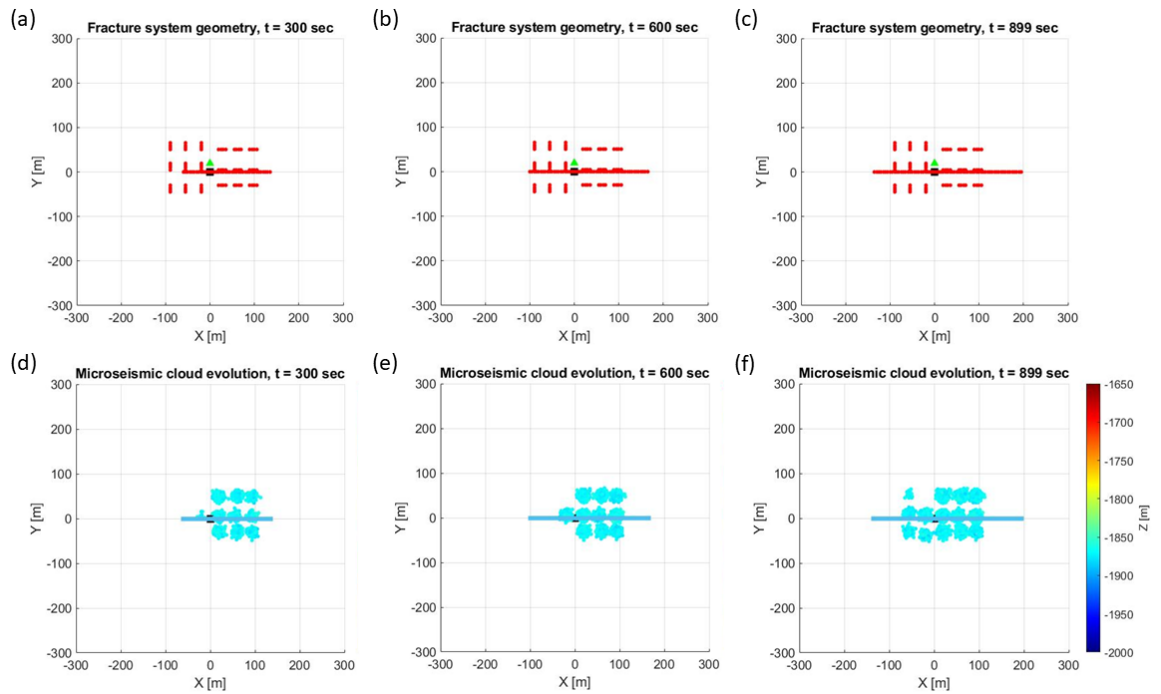 (a)
Fracture system geometry, t = 300 sec
300
200
100
0
-100
-200
-300
Y [m]
-300 -200 -100 0 100 200 300
X [m]
(b)
Fracture system geometry, t = 600 sec
300
200
100
0
-100
-200
-300
Y [m]
-300 -200 -100 0 100 200 300
X [m]
(c)
Fracture system geometry, t = 899 sec
300
200
100
0
-100
-200
-300
Y [m]
-300 -200 -100 0 100 200 300
X [m]
(d)
Microseismic cloud evolution, t = 300 sec
300
200
100
0
-100
-200
-300
Y [m]
-300 -200 -100 0 100 200 300
X [m]
(e)
Microseismic cloud evolution, t = 600 sec
300
200
100
0
-100
-200
-300
Y [m]
-300 -200 -100 0 100 200 300
X [m]
(f)
Microseismic cloud evolution, t = 899 sec
300
200
100
0
-100
-200
-300
Y [m]
-300 -200 -100 0 100 200 300
X [m]
-1650
-1700
-1750
-1800
-1850
-1900
-1950
-2000
Z [m]